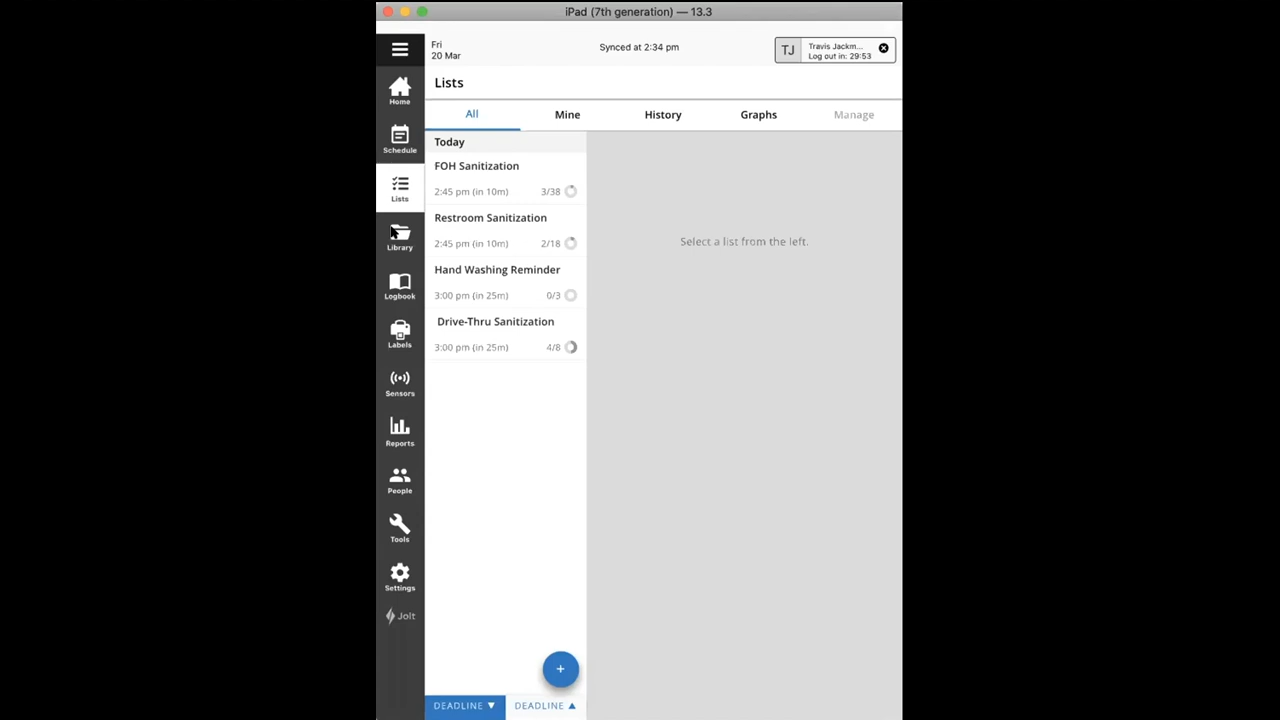 iPad (7th generation) — 13.3
Fri
20 Mar
Synced at 2:34 pm
TJ
Travis Jackm...
Log out in: 29:53
Home
Schedule
Lists
Library
Logbook
Labels
Sensors
Reports
People
Tools
Settings
Jolt
Lists
All Mine History Graphs Manage
Today
FOH Sanitization
2:45 pm (in 10m) 3/38
Restroom Sanitization
2:45 pm (in 10m) 2/18
Hand Washing Reminder
3:00 pm (in 25m) 0/3
Drive-Thru Sanitization
3:00 pm (in 25m) 4/8
Select a list from the left.
+
DEADLINE ▼ DEADLINE ▲